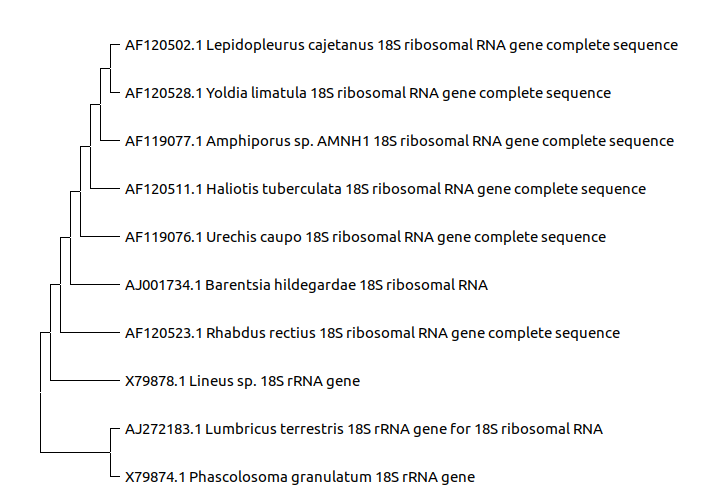 AF120502.1 Lepidopleurus cajetanus 18S ribosomal RNA gene complete sequence
AF120528.1 Yoldia limatula 18S ribosomal RNA gene complete sequence
AF119077.1 Amphiporus sp. AMNH1 18S ribosomal RNA gene complete sequence
AF120511.1 Haliotis tuberculata 18S ribosomal RNA gene complete sequence
AF119076.1 Urechis caupo 18S ribosomal RNA gene complete sequence
AJ001734.1 Barentsia hildegardae 18S ribosomal RNA
AF120523.1 Rhabdus rectius 18S ribosomal RNA gene complete sequence
X79878.1 Lineus sp. 18S rRNA gene
AJ272183.1 Lumbricus terrestris 18S rRNA gene for 18S ribosomal RNA
X79874.1 Phascolosoma granulatum 18S rRNA gene